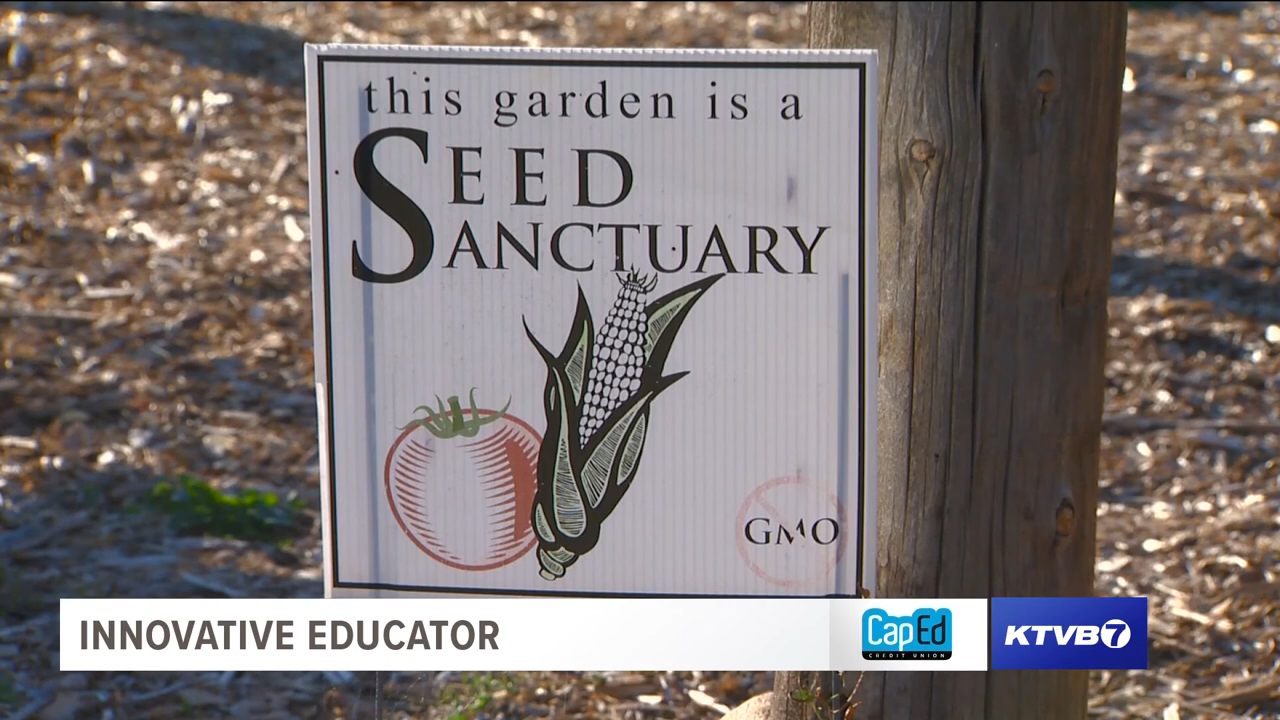 this garden is a
SEED
SANCTUARY
GMO
INNOVATIVE EDUCATOR
CapEd
CREDIT UNION
KTVB7